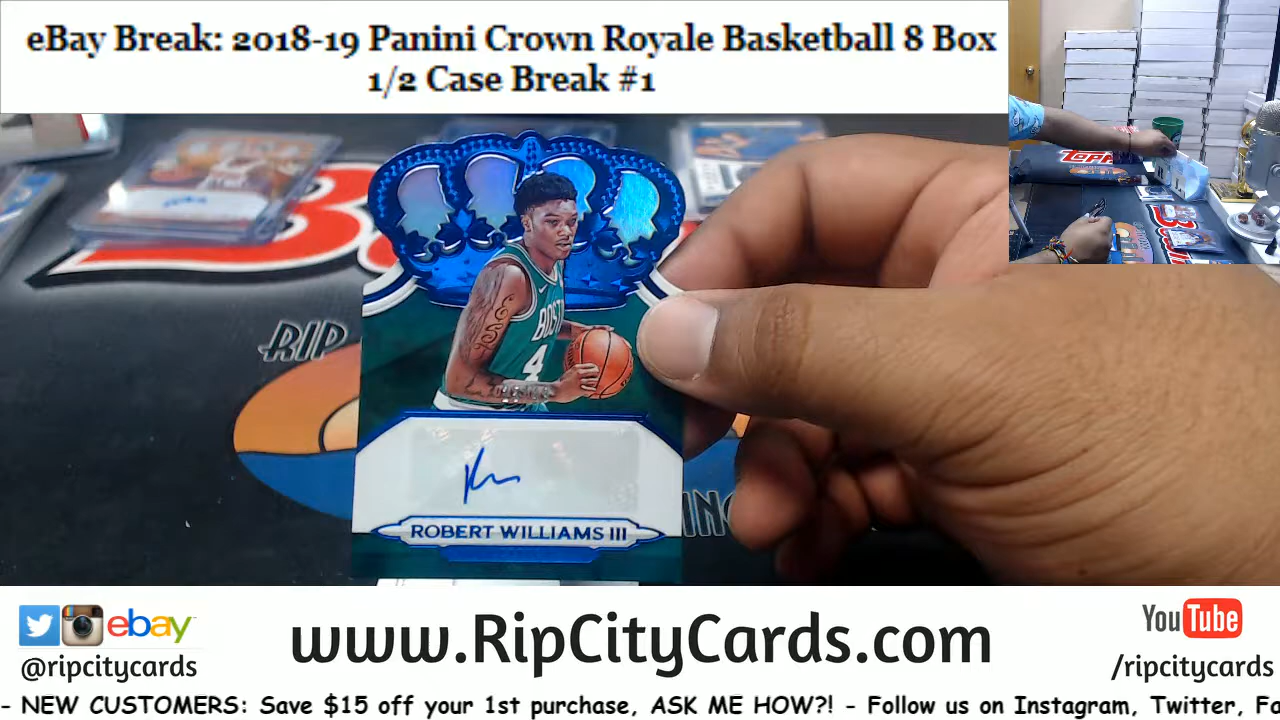 eBay Break: 2018-19 Panini Crown Royale Basketball 8 Box
1/2 Case Break #1
TOPPS
RIP
BOST
4
ROBERT WILLIAMS III
ebay
@ripcitycards
www.RipCityCards.com
YouTube
/ripcitycards
- NEW CUSTOMERS: Save $15 off your 1st purchase, ASK ME HOW?! - Follow us on Instagram, Twitter, Fa